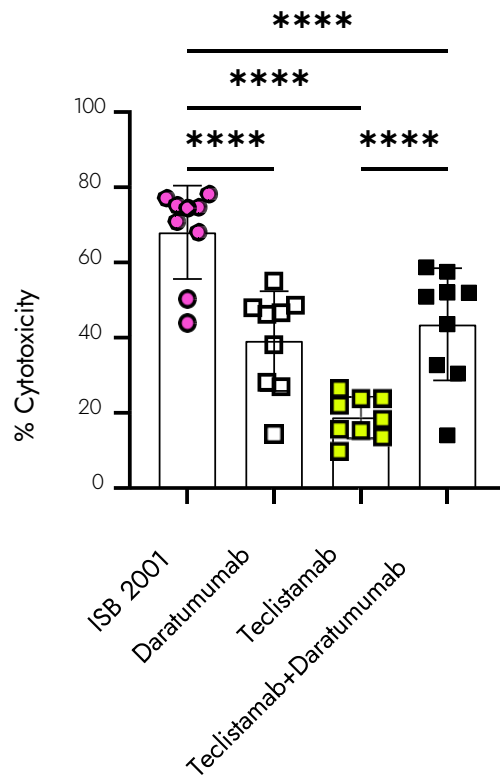 ****
****
**** ****
100
80
60
40
20
0
% Cytotoxicity
ISB 2001
Daratumumab
Teclistamab
Teclistamab+Daratumumab